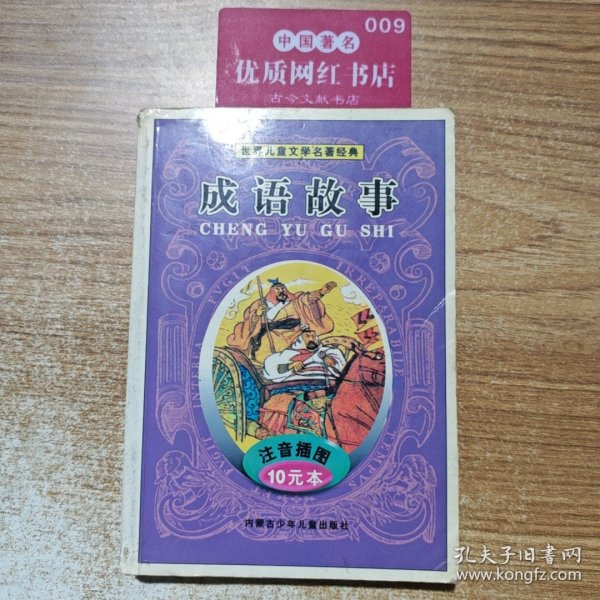 009
中国著名
优质网红书店
古今文献书店
世界儿童文学名著经典
成语故事
CHENG YU GU SHI
FVGIT
INTEREA
注音插图
10元本
内蒙古少年儿童出版社
孔夫子旧书网
www.kongfz.com